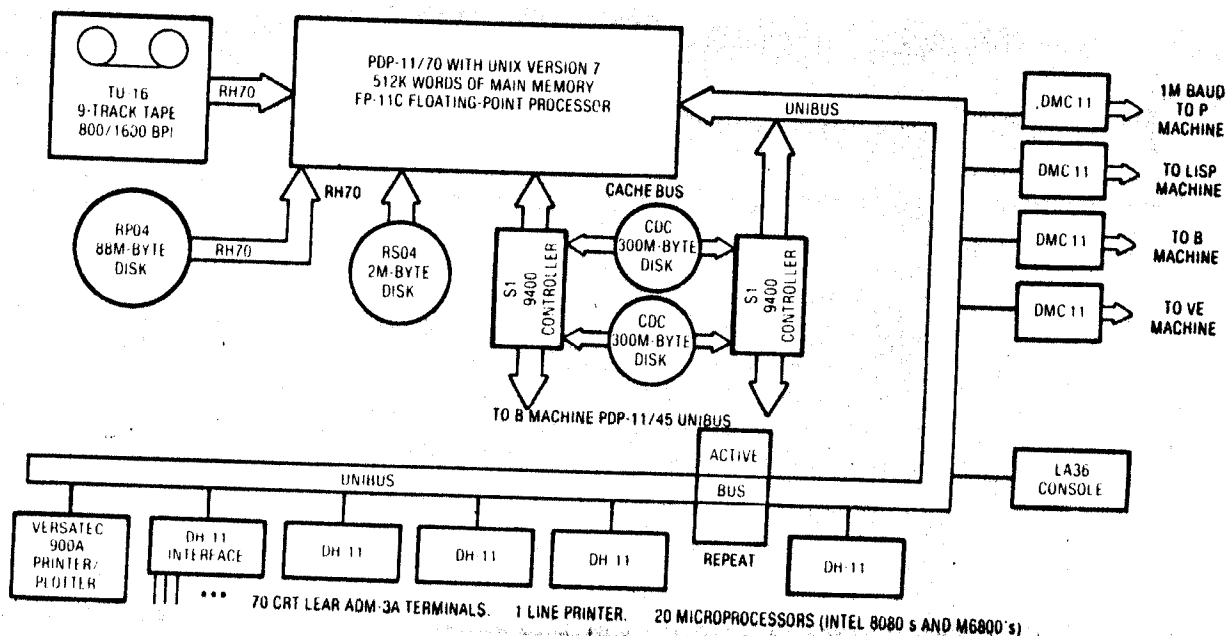 TU-16
9-TRACK TAPE
800/1600 BPI
RH70
PDP-11/70 WITH UNIX VERSION 7
512K WORDS OF MAIN MEMORY
FP-11C FLOATING-POINT PROCESSOR
UNIBUS
DMC 11
1M BAUD
TO P
MACHINE
DMC 11
TO LISP
MACHINE
DMC 11
TO B
MACHINE
DMC 11
TO VE
MACHINE
RP04
88M-BYTE
DISK
RH70
RH70
RS04
2M-BYTE
DISK
CACHE BUS
S1
9400
CONTROLLER
CDC
300M-BYTE
DISK
CDC
300M-BYTE
DISK
S1
9400
CONTROLLER
TO B MACHINE PDP-11/45 UNIBUS
ACTIVE
BUS
REPEAT
LA36
CONSOLE
UNIBUS
VERSATEC
900A
PRINTER/
PLOTTER
DH-11
INTERFACE
DH-11
DH-11
DH-11
DH-11
••• 70 CRT LEAR ADM-3A TERMINALS. 1 LINE PRINTER. 20 MICROPROCESSORS (INTEL 8080 s AND M6800's)